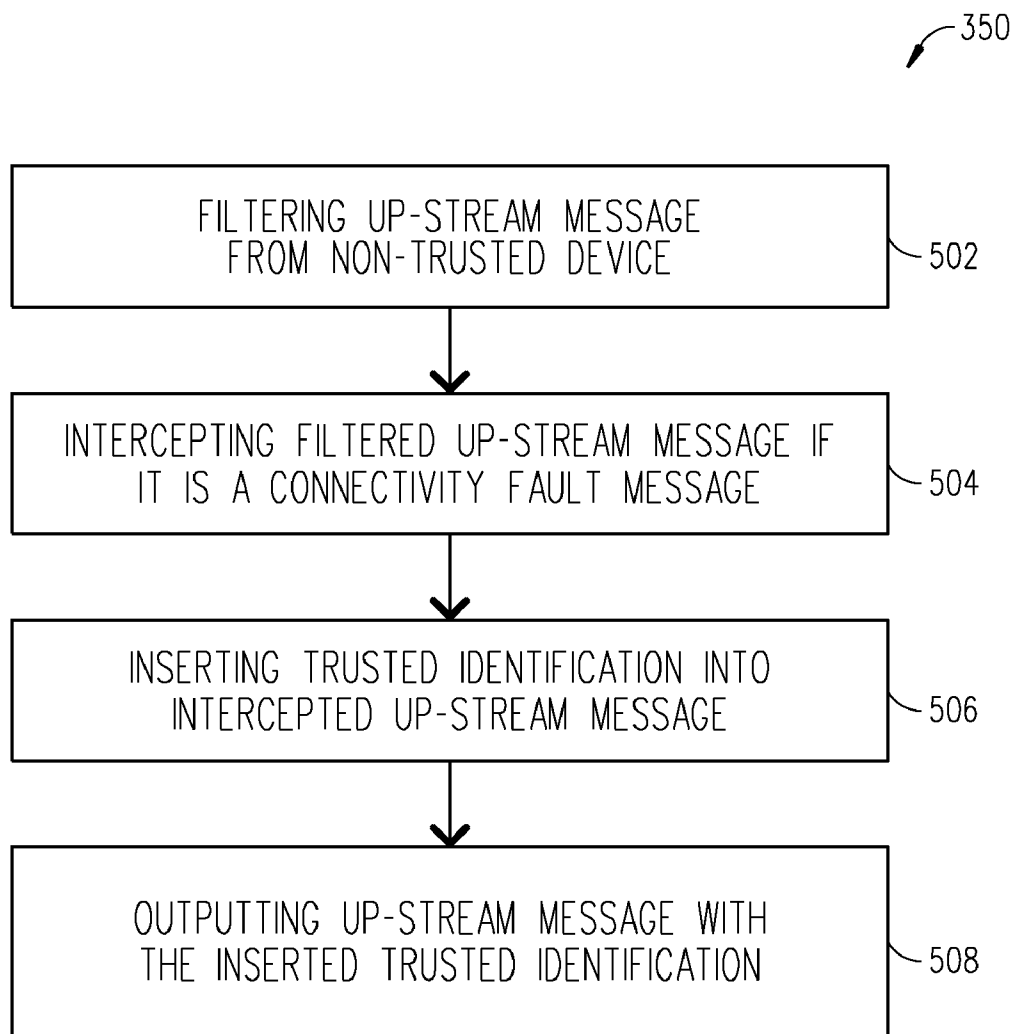 350
FILTERING UP-STREAM MESSAGE
FROM NON-TRUSTED DEVICE
502
INTERCEPTING FILTERED UP-STREAM MESSAGE IF
IT IS A CONNECTIVITY FAULT MESSAGE
504
INSERTING TRUSTED IDENTIFICATION INTO
INTERCEPTED UP-STREAM MESSAGE
506
OUTPUTTING UP-STREAM MESSAGE WITH
THE INSERTED TRUSTED IDENTIFICATION
508